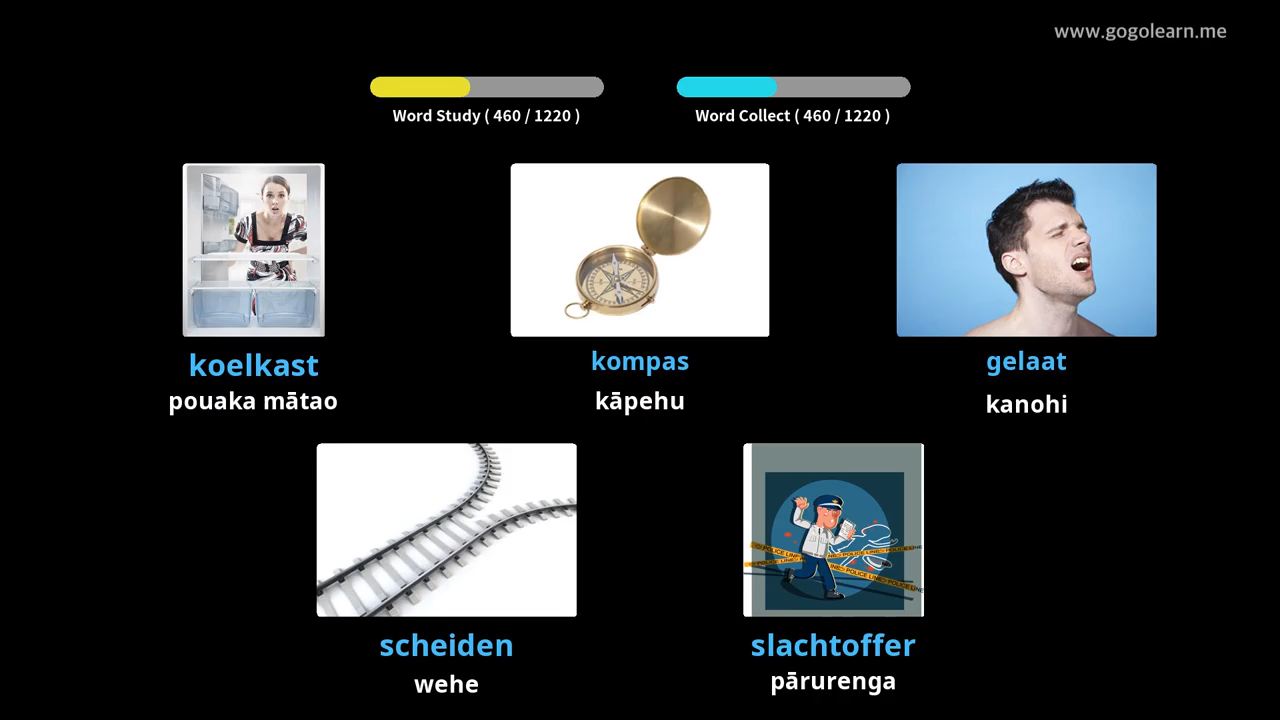 www.gogolearn.me
Word Study ( 460 / 1220 )
Word Collect ( 460 / 1220 )
koelkast
pouaka mātao
kompas
kāpehu
gelaat
kanohi
scheiden
wehe
slachtoffer
pārurenga